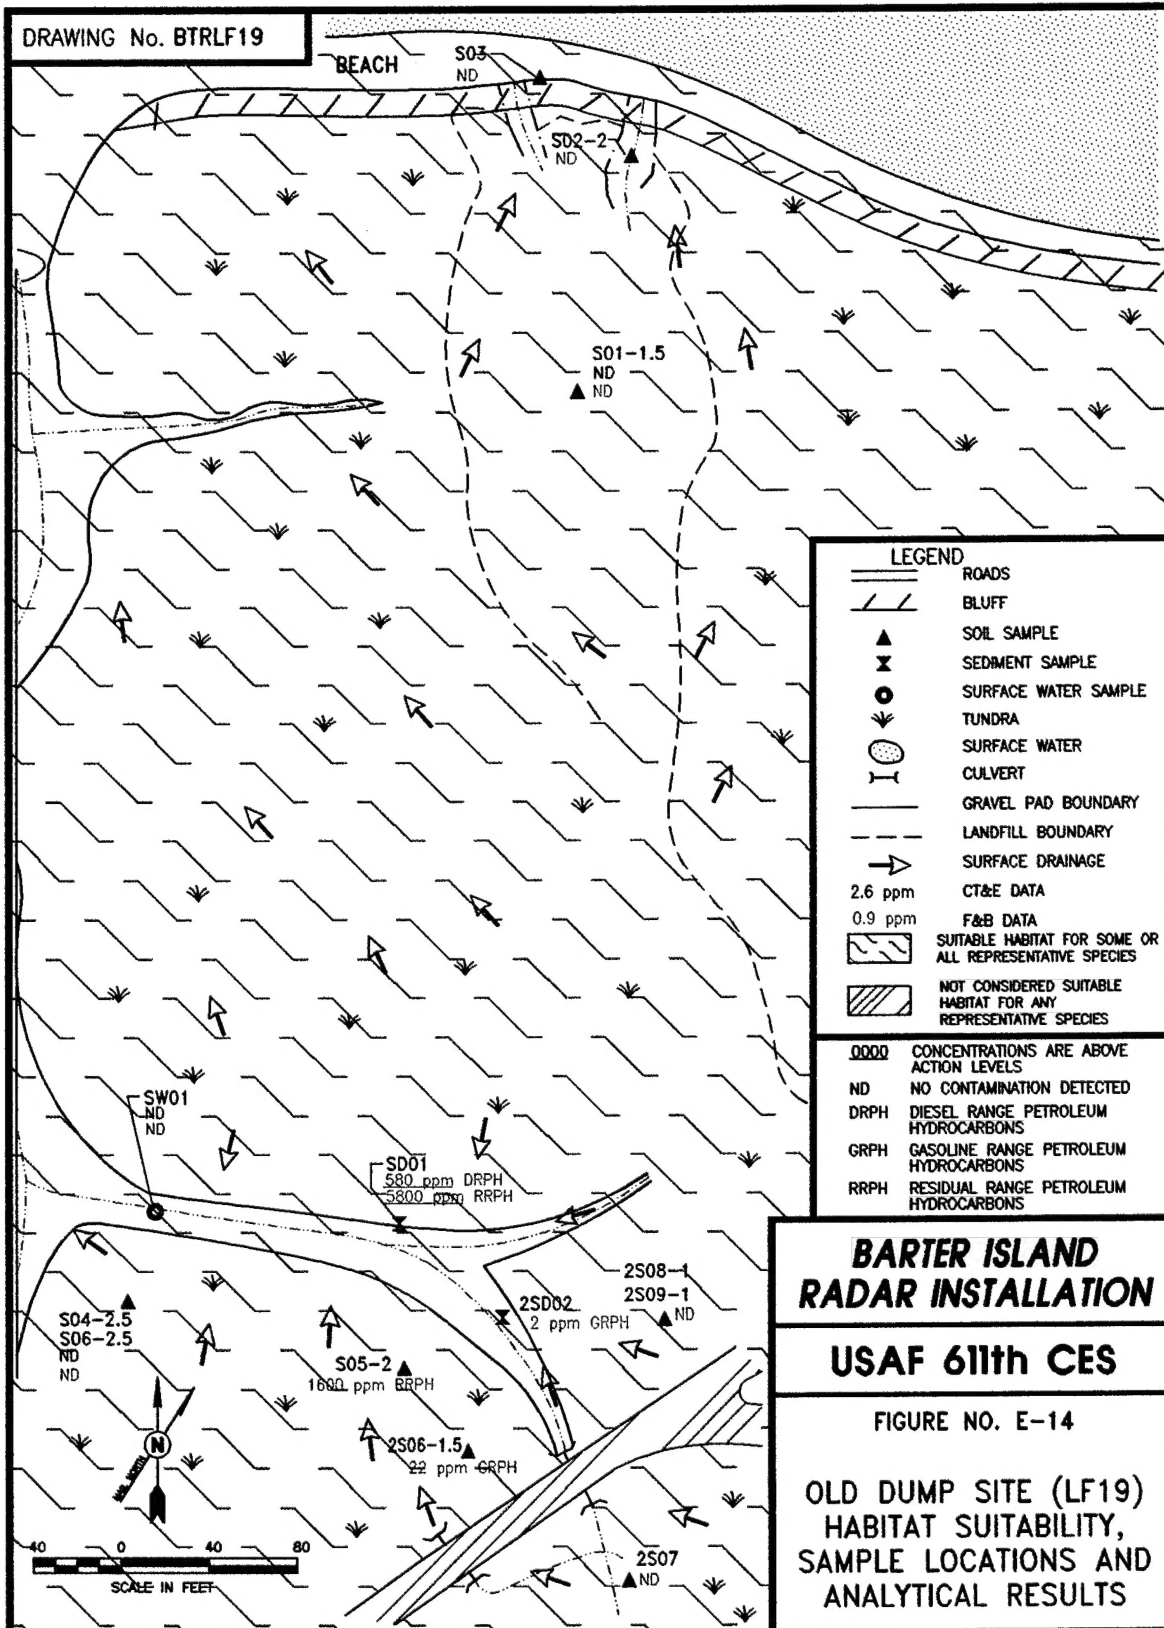 DRAWING No. BTRLF19
BEACH
S03
ND
S02-2
ND
S01-1.5
ND
ND
LEGEND
ROADS
BLUFF
SOIL SAMPLE
SEDIMENT SAMPLE
SURFACE WATER SAMPLE
TUNDRA
SURFACE WATER
CULVERT
GRAVEL PAD BOUNDARY
LANDFILL BOUNDARY
SURFACE DRAINAGE
2.6 ppm CT&E DATA
0.9 ppm F&B DATA
SUITABLE HABITAT FOR SOME OR
ALL REPRESENTATIVE SPECIES
NOT CONSIDERED SUITABLE
HABITAT FOR ANY
REPRESENTATIVE SPECIES
0000 CONCENTRATIONS ARE ABOVE
ACTION LEVELS
ND NO CONTAMINATION DETECTED
DRPH DIESEL RANGE PETROLEUM
HYDROCARBONS
GRPH GASOLINE RANGE PETROLEUM
HYDROCARBONS
RRPH RESIDUAL RANGE PETROLEUM
HYDROCARBONS
SW01
ND
ND
SD01
580 ppm DRPH
5800 ppm RRPH
2S08-1
2S09-1
ND
2SD02
2 ppm GRPH
S04-2.5
S06-2.5
ND
ND
S05-2
1600 ppm RRPH
2S06-1.5
22 ppm GRPH
2S07
ND
N
MAG. NORTH
40 0 40 80
SCALE IN FEET
BARTER ISLAND
RADAR INSTALLATION
USAF 611th CES
FIGURE NO. E-14
OLD DUMP SITE (LF19)
HABITAT SUITABILITY,
SAMPLE LOCATIONS AND
ANALYTICAL RESULTS